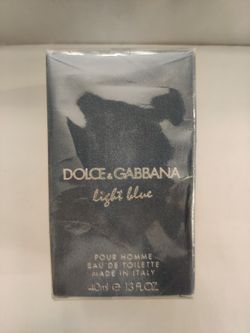 DOLCE & GABBANA
light blue
POUR HOMME
EAU DE TOILETTE
MADE IN ITALY
40ml ℮ 1.3 FL.OZ.